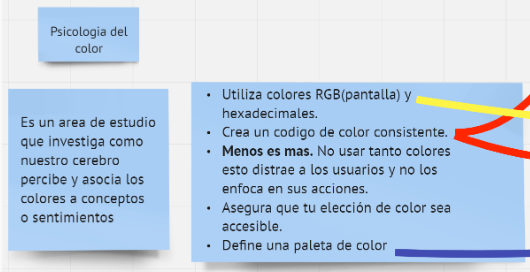 Psicologia del
color
Es un area de estudio
que investiga como
nuestro cerebro
percibe y asocia los
colores a conceptos
o sentimientos
• Utiliza colores RGB(pantalla) y
hexadecimales.
• Crea un codigo de color consistente.
• Menos es mas. No usar tanto colores
esto distrae a los usuarios y no los
enfoca en sus acciones.
• Asegura que tu elección de color sea
accesible.
• Define una paleta de color